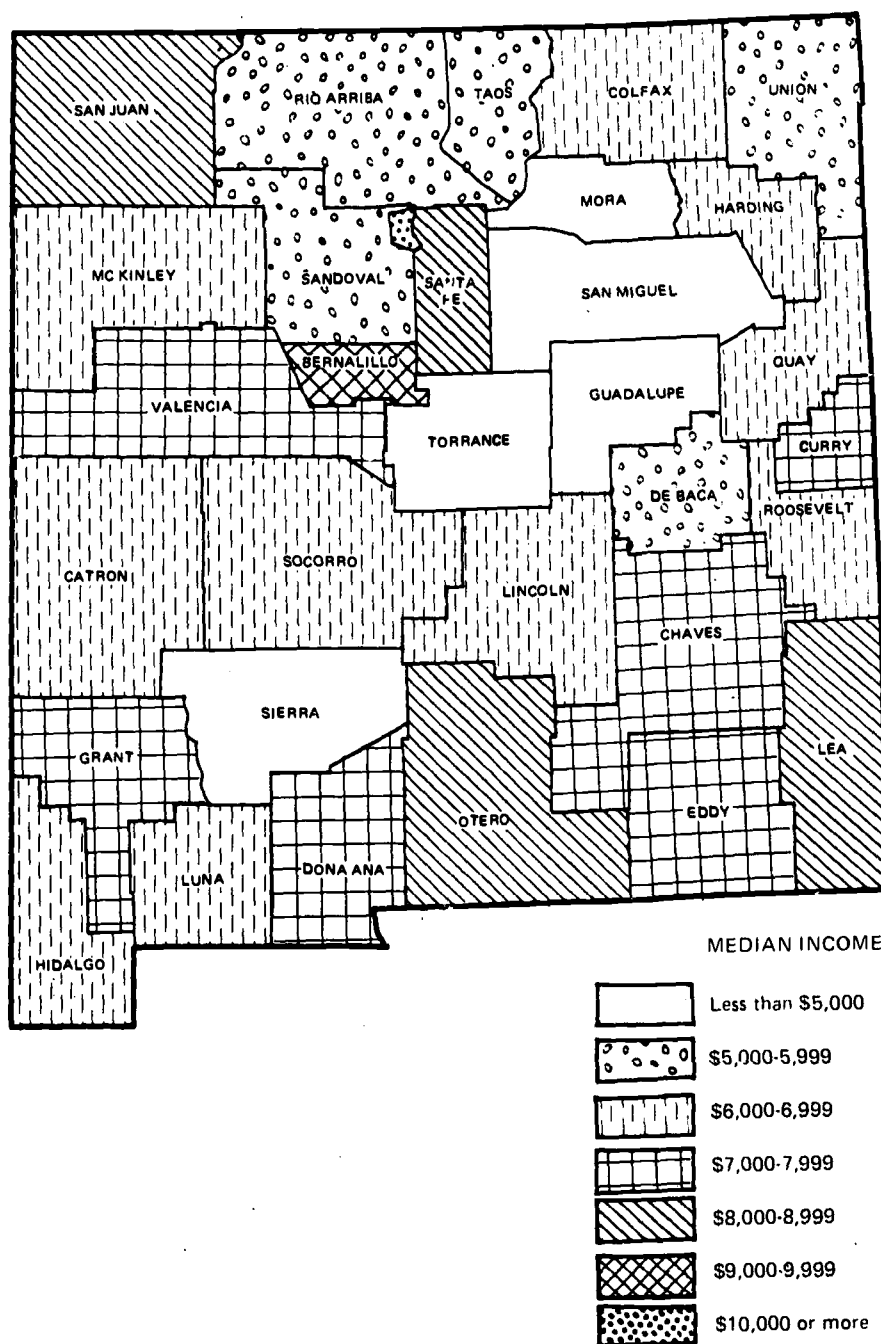 SAN JUAN
RIO ARRIBA
TAOS
COLFAX
UNION
MORA
HARDING
MC KINLEY
SANDOVAL
SANTA
FE
SAN MIGUEL
QUAY
BERNALILLO
GUADALUPE
VALENCIA
TORRANCE
CURRY
DE BACA
ROOSEVELT
CATRON
SOCORRO
LINCOLN
CHAVES
SIERRA
GRANT
LEA
OTERO
EDDY
LUNA
DONA ANA
HIDALGO
MEDIAN INCOME
Less than $5,000
$5,000-5,999
$6,000-6,999
$7,000-7,999
$8,000-8,999
$9,000-9,999
$10,000 or more